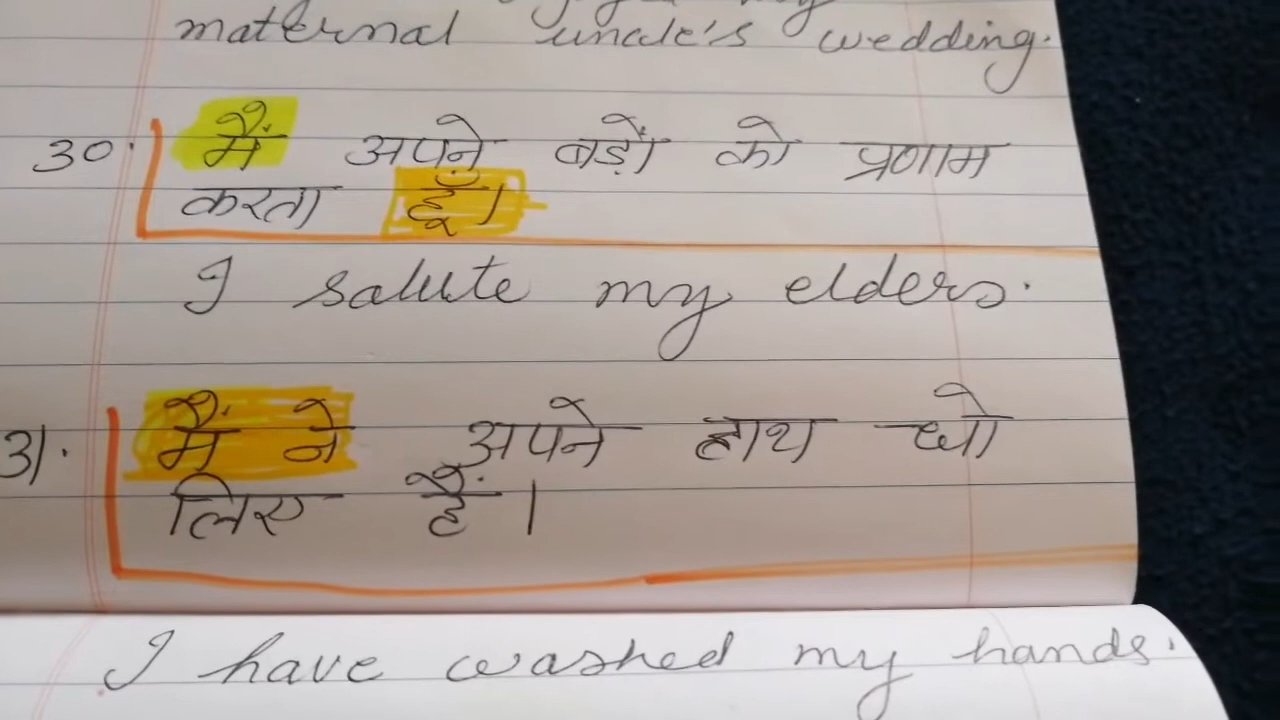 maternal uncle's wedding.
30. मैं अपने बड़ों को प्रणाम
करता हूँ।
I salute my elders.
31. मैं ने अपने हाथ धो
लिए हैं।
I have washed my hands.